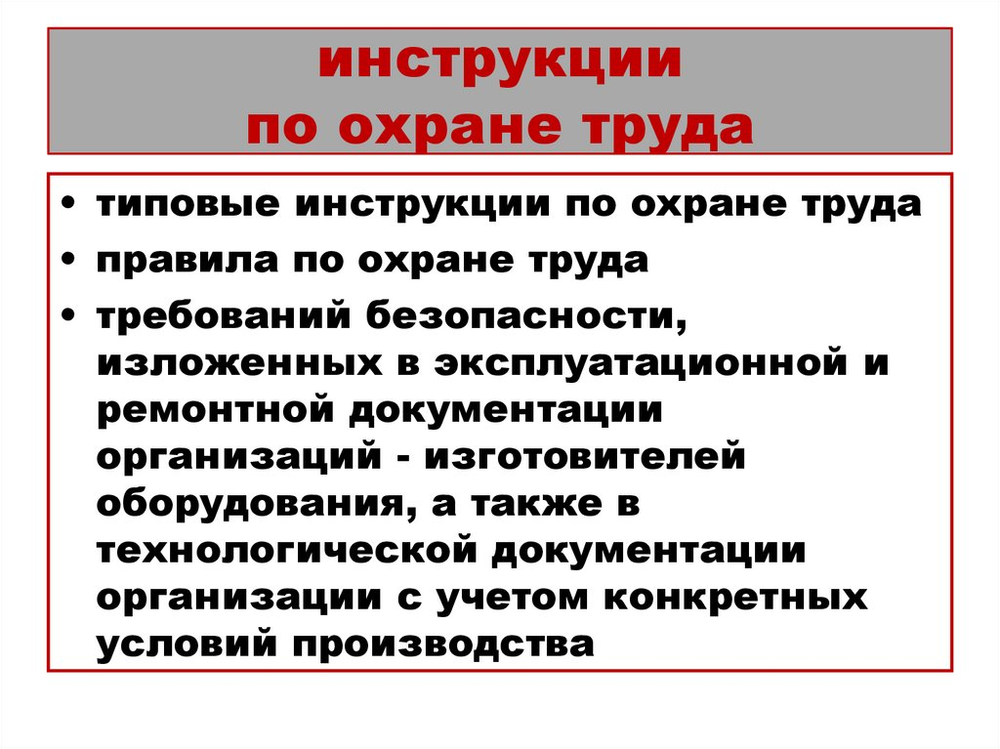 инструкции
по охране труда
• типовые инструкции по охране труда
• правила по охране труда
• требований безопасности,
изложенных в эксплуатационной и
ремонтной документации
организаций - изготовителей
оборудования, а также в
технологической документации
организации с учетом конкретных
условий производства